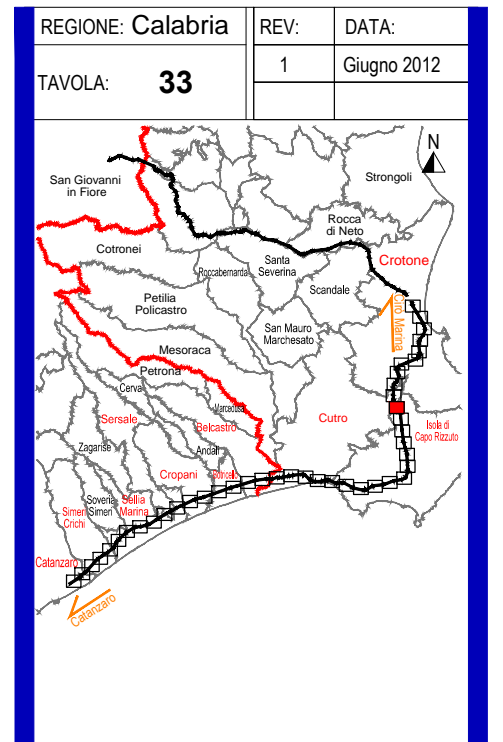 REGIONE: Calabria
REV:
DATA:
TAVOLA: 33
1
Giugno 2012
N
San Giovanni
in Fiore
Strongoli
Rocca
di Neto
Cotronei
Santa
Severina
Crotone
Roccabernarda
Scandale
Petilia
Policastro
Cirò Marina
San Mauro
Marchesato
Mesoraca
Petrona
Cerva
Marcedusa
Sersale
Belcastro
Cutro
Isola di
Capo Rizzuto
Zagarise
Andali
Cropani
Botricello
Soveria
Simeri
Sellia
Marina
Simeri
Crichi
Catanzaro
Catanzaro